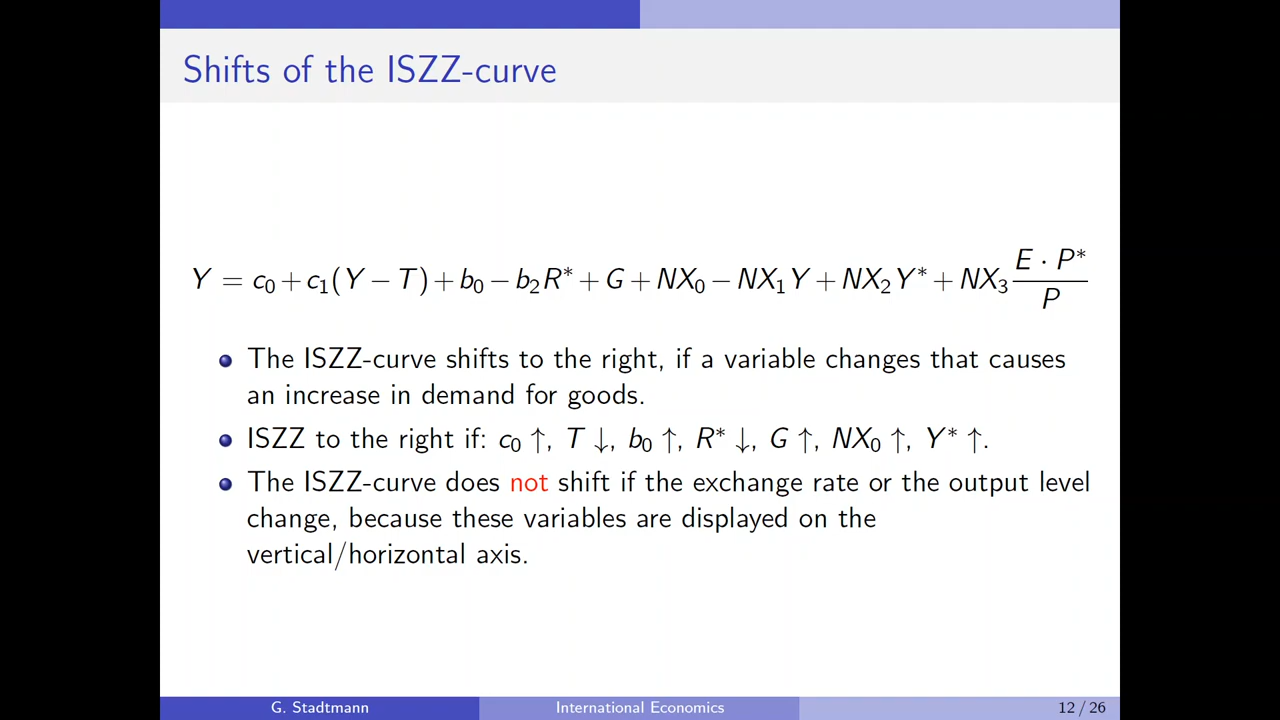 Shifts of the ISZZ-curve
Y = c₀ + c₁(Y − T) + b₀ − b₂R* + G + NX₀ − NX₁Y + NX₂Y* + NX₃ E · P* / P
The ISZZ-curve shifts to the right, if a variable changes that causes
an increase in demand for goods.
ISZZ to the right if: c₀ ↑, T ↓, b₀ ↑, R* ↓, G ↑, NX₀ ↑, Y* ↑.
The ISZZ-curve does not shift if the exchange rate or the output level
change, because these variables are displayed on the
vertical/horizontal axis.
G. Stadtmann International Economics 12 / 26